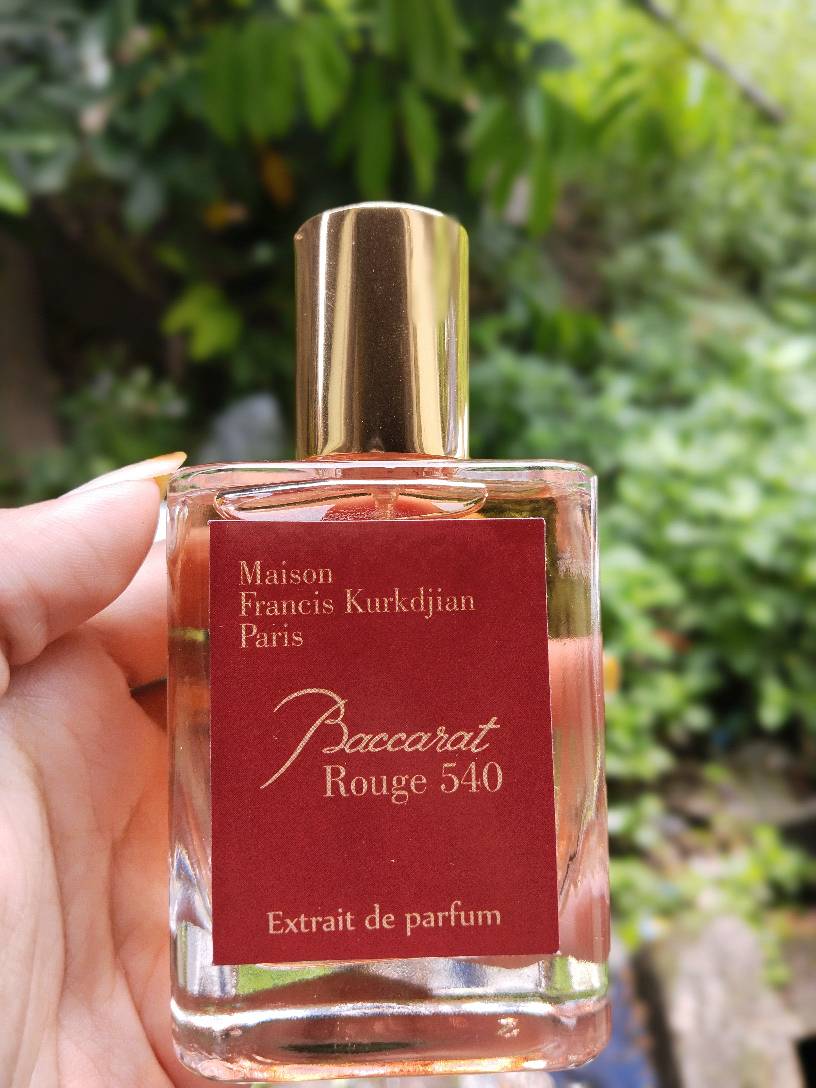 Maison
Francis Kurkdjian
Paris
Baccarat
Rouge 540
Extrait de parfum